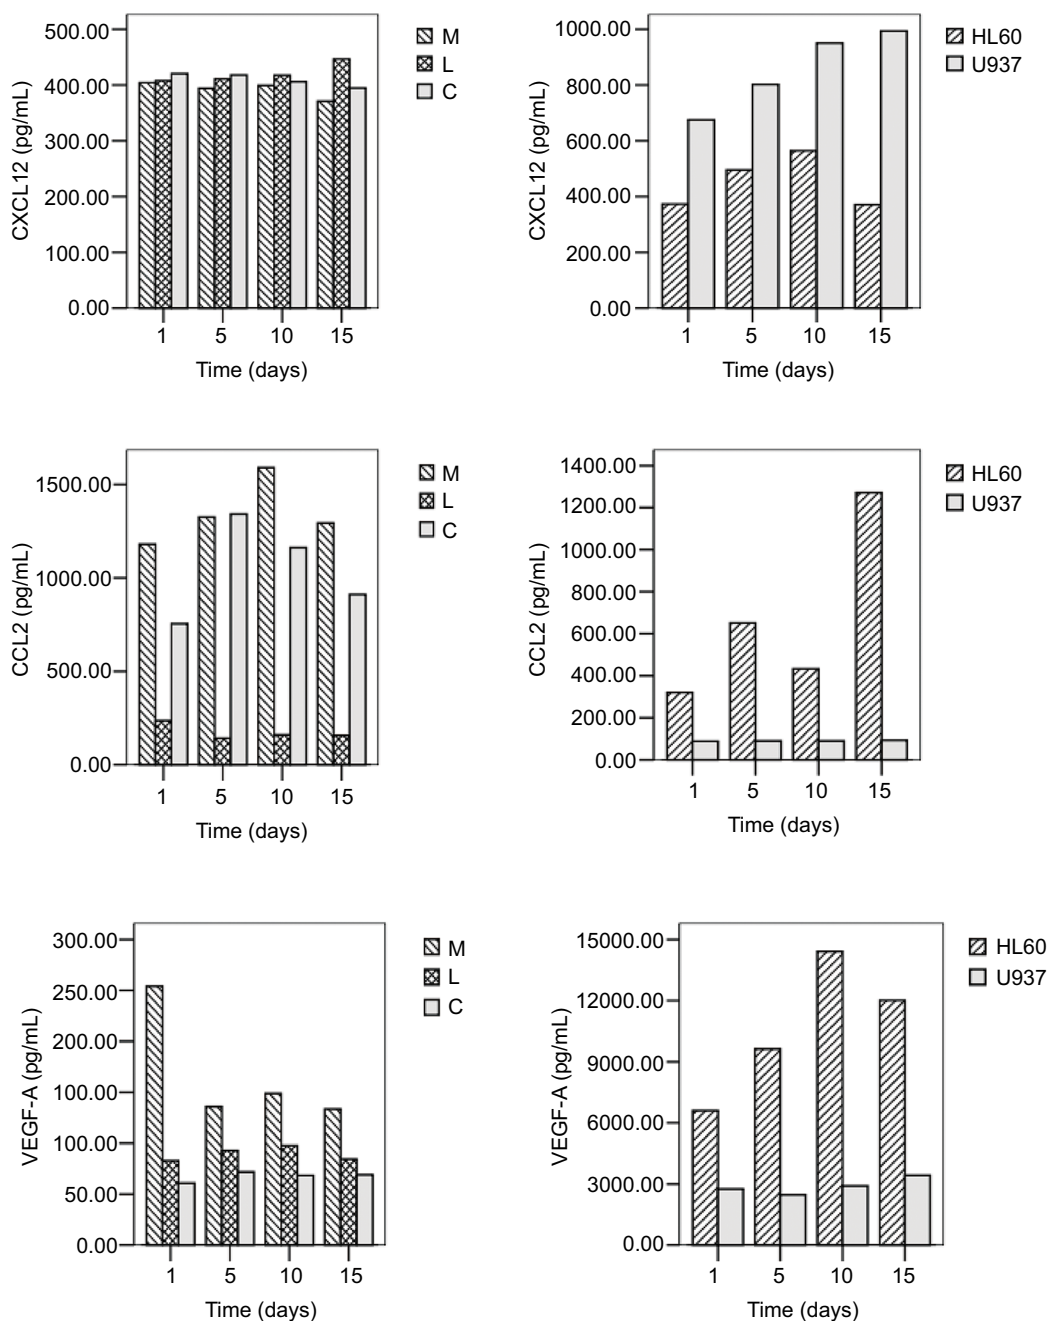 500.00
400.00
300.00
200.00
100.00
0.00
CXCL12 (pg/mL)
1 5 10 15
Time (days)
M
L
C
1000.00
800.00
600.00
400.00
200.00
0.00
CXCL12 (pg/mL)
1 5 10 15
Time (days)
HL60
U937
1500.00
1000.00
500.00
0.00
CCL2 (pg/mL)
1 5 10 15
Time (days)
M
L
C
1400.00
1200.00
1000.00
800.00
600.00
400.00
200.00
0.00
CCL2 (pg/mL)
1 5 10 15
Time (days)
HL60
U937
300.00
250.00
200.00
100.00
100.00
50.00
0.00
VEGF-A (pg/mL)
1 5 10 15
Time (days)
M
L
C
15000.00
12000.00
9000.00
6000.00
3000.00
0.00
VEGF-A (pg/mL)
1 5 10 15
Time (days)
HL60
U937